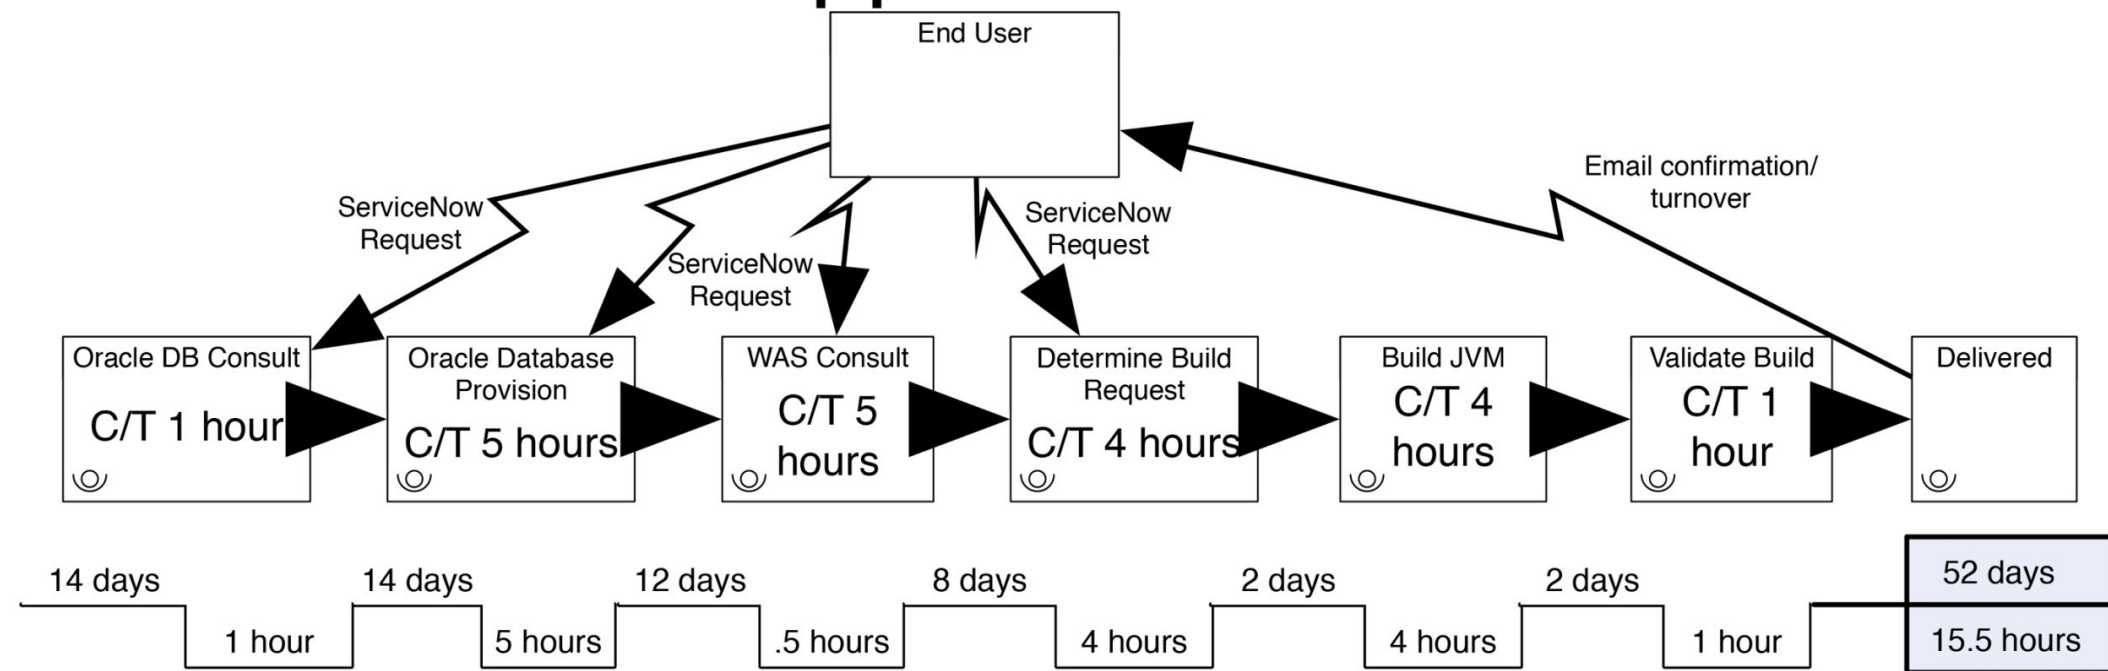 End User
Email confirmation/
turnover
ServiceNow
Request
ServiceNow
Request
ServiceNow
Request
Oracle DB Consult
C/T 1 hour
Oracle Database
Provision
C/T 5 hours
WAS Consult
C/T 5
hours
Determine Build
Request
C/T 4 hours
Build JVM
C/T 4
hours
Validate Build
C/T 1
hour
Delivered
14 days
14 days
12 days
8 days
2 days
2 days
52 days
1 hour
5 hours
.5 hours
4 hours
4 hours
1 hour
15.5 hours